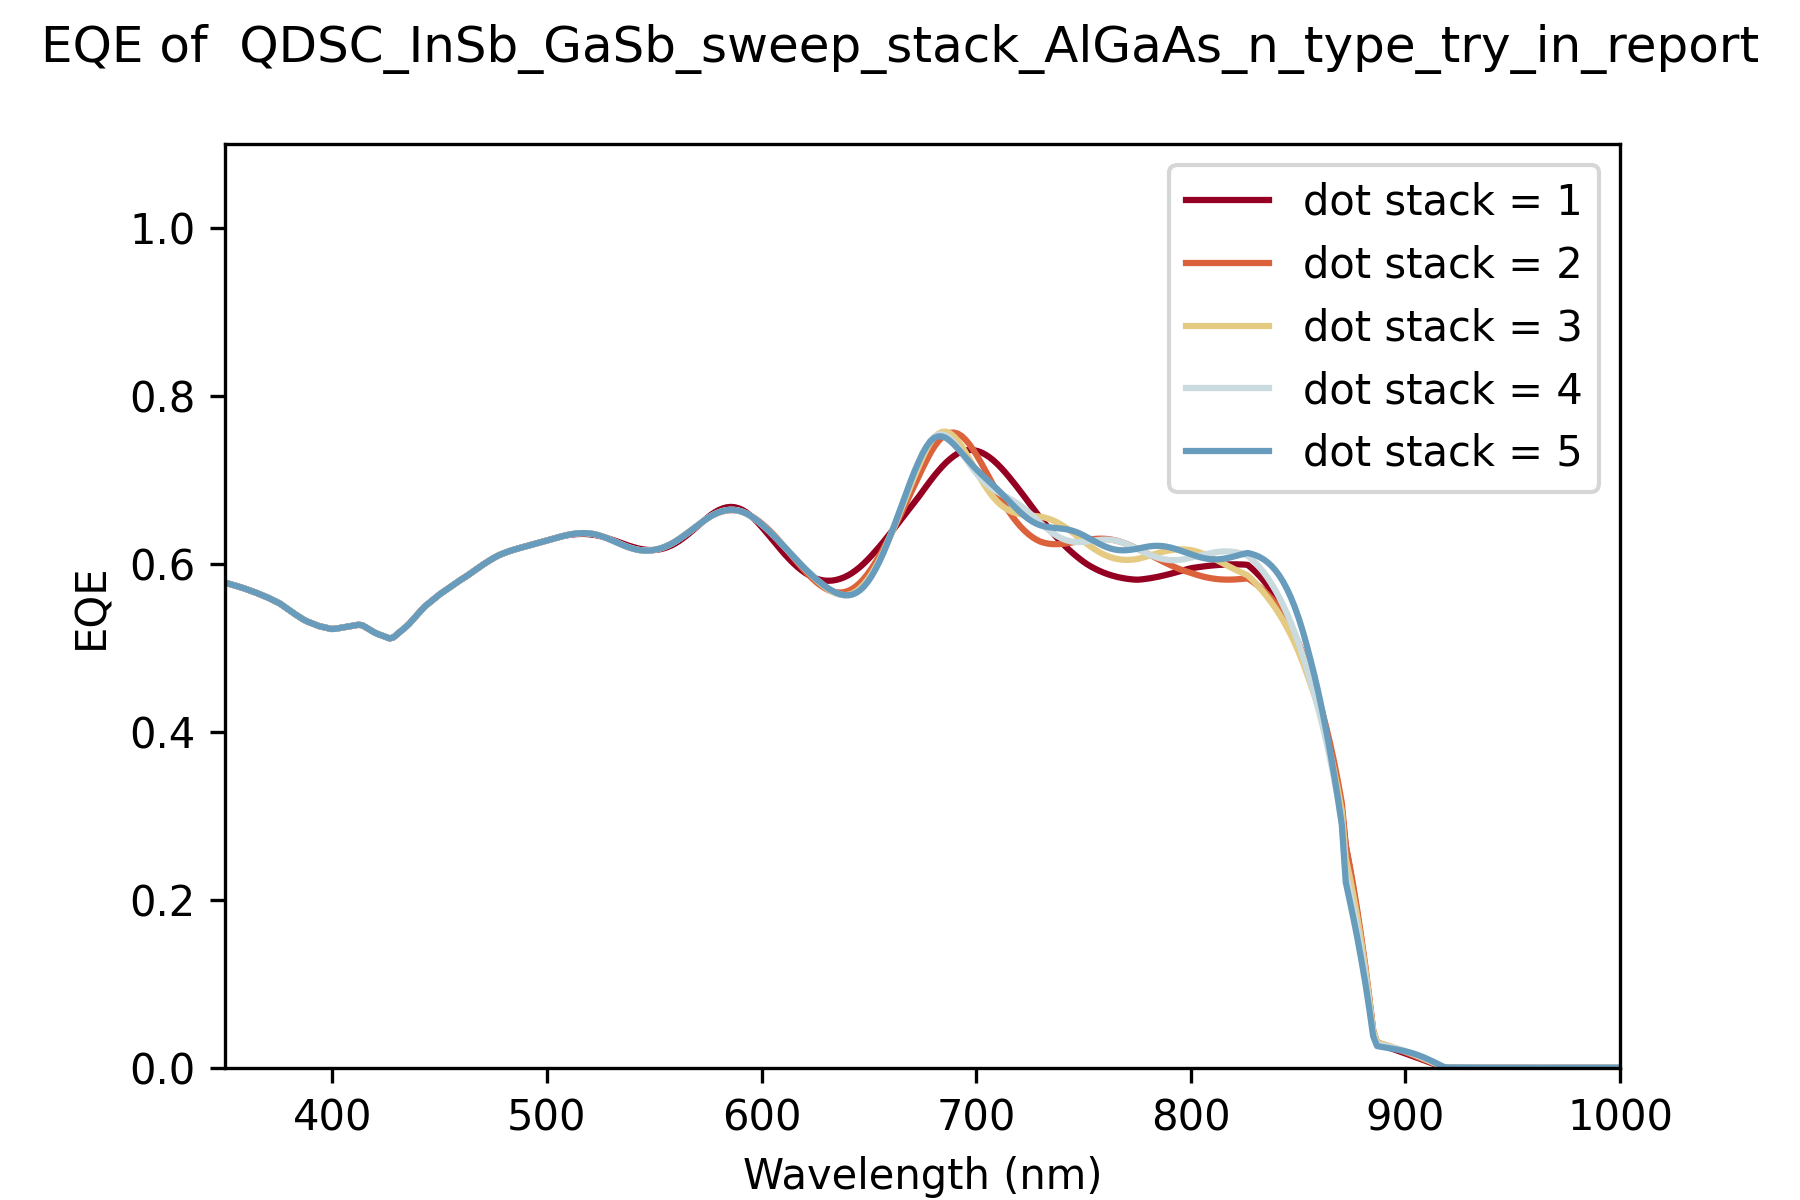 EQE of  QDSC_InSb_GaSb_sweep_stack_AlGaAs_n_type_try_in_report
dot stack = 1
dot stack = 2
dot stack = 3
dot stack = 4
dot stack = 5
1.0
0.8
0.6
0.4
0.2
0.0
EQE
400 500 600 700 800 900 1000
Wavelength (nm)